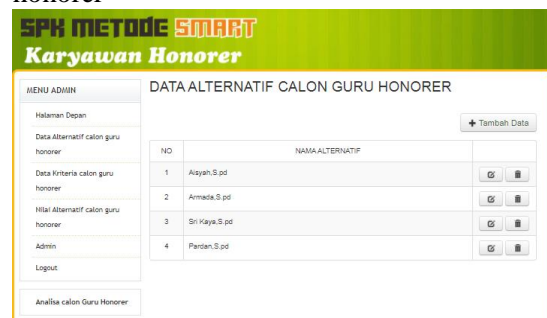 honorer
SPK METODE SMART
Karyawan Honorer
MENU ADMIN
Halaman Depan
Data Alternatif calon guru
honorer
Data Kriteria calon guru
honorer
Nilai Alternatif calon guru
honorer
Admin
Logout
Analisa calon Guru Honorer
DATA ALTERNATIF CALON GURU HONORER
Tambah Data
NO NAMA ALTERNATIF
1 Aisyah,S.pd
2 Armada,S.pd
3 Sri Kaya,S.pd
4 Pardan,S.pd